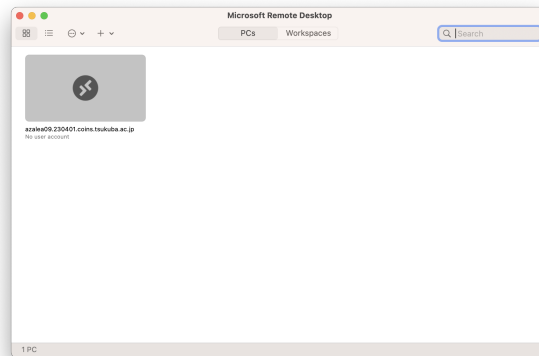 Microsoft Remote Desktop
PCs Workspaces Search
azalea09.230401.coins.tsukuba.ac.jp
No user account
1 PC